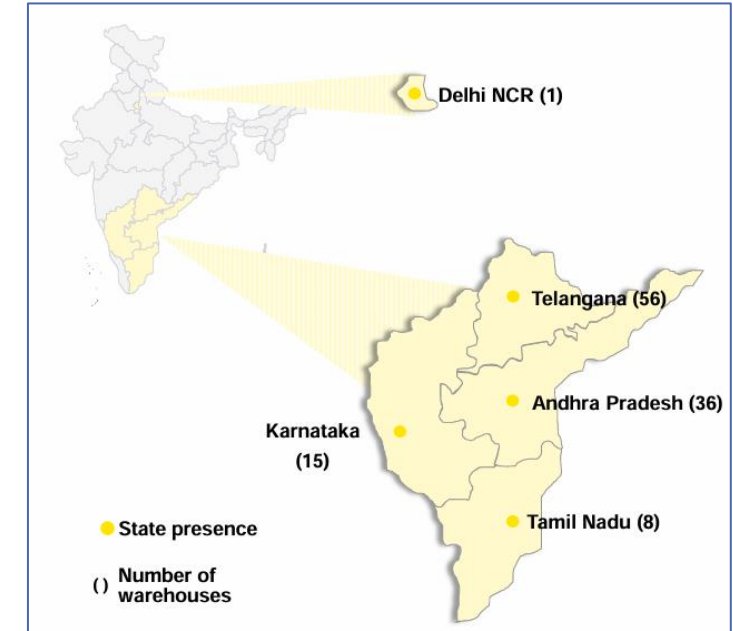 Delhi NCR (1)
Telangana (56)
Andhra Pradesh (36)
Karnataka
(15)
Tamil Nadu (8)
State presence
( ) Number of
warehouses